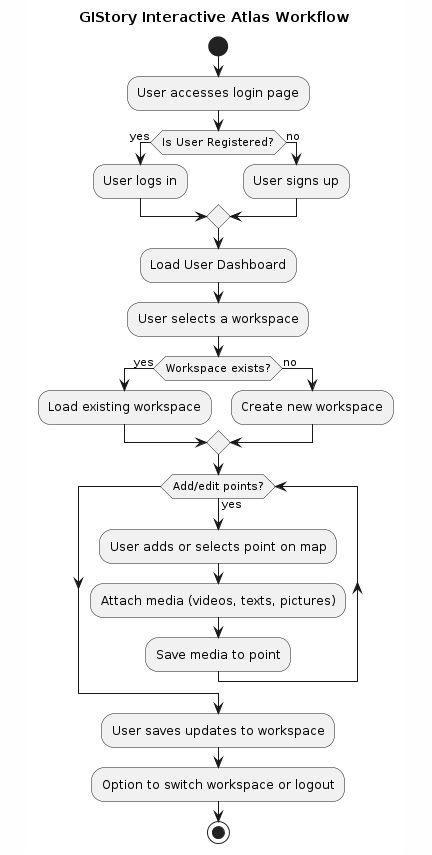 GIStory Interactive Atlas Workflow
User accesses login page
yes
Is User Registered?
no
User logs in
User signs up
Load User Dashboard
User selects a workspace
yes
Workspace exists?
no
Load existing workspace
Create new workspace
Add/edit points?
yes
User adds or selects point on map
Attach media (videos, texts, pictures)
Save media to point
User saves updates to workspace
Option to switch workspace or logout